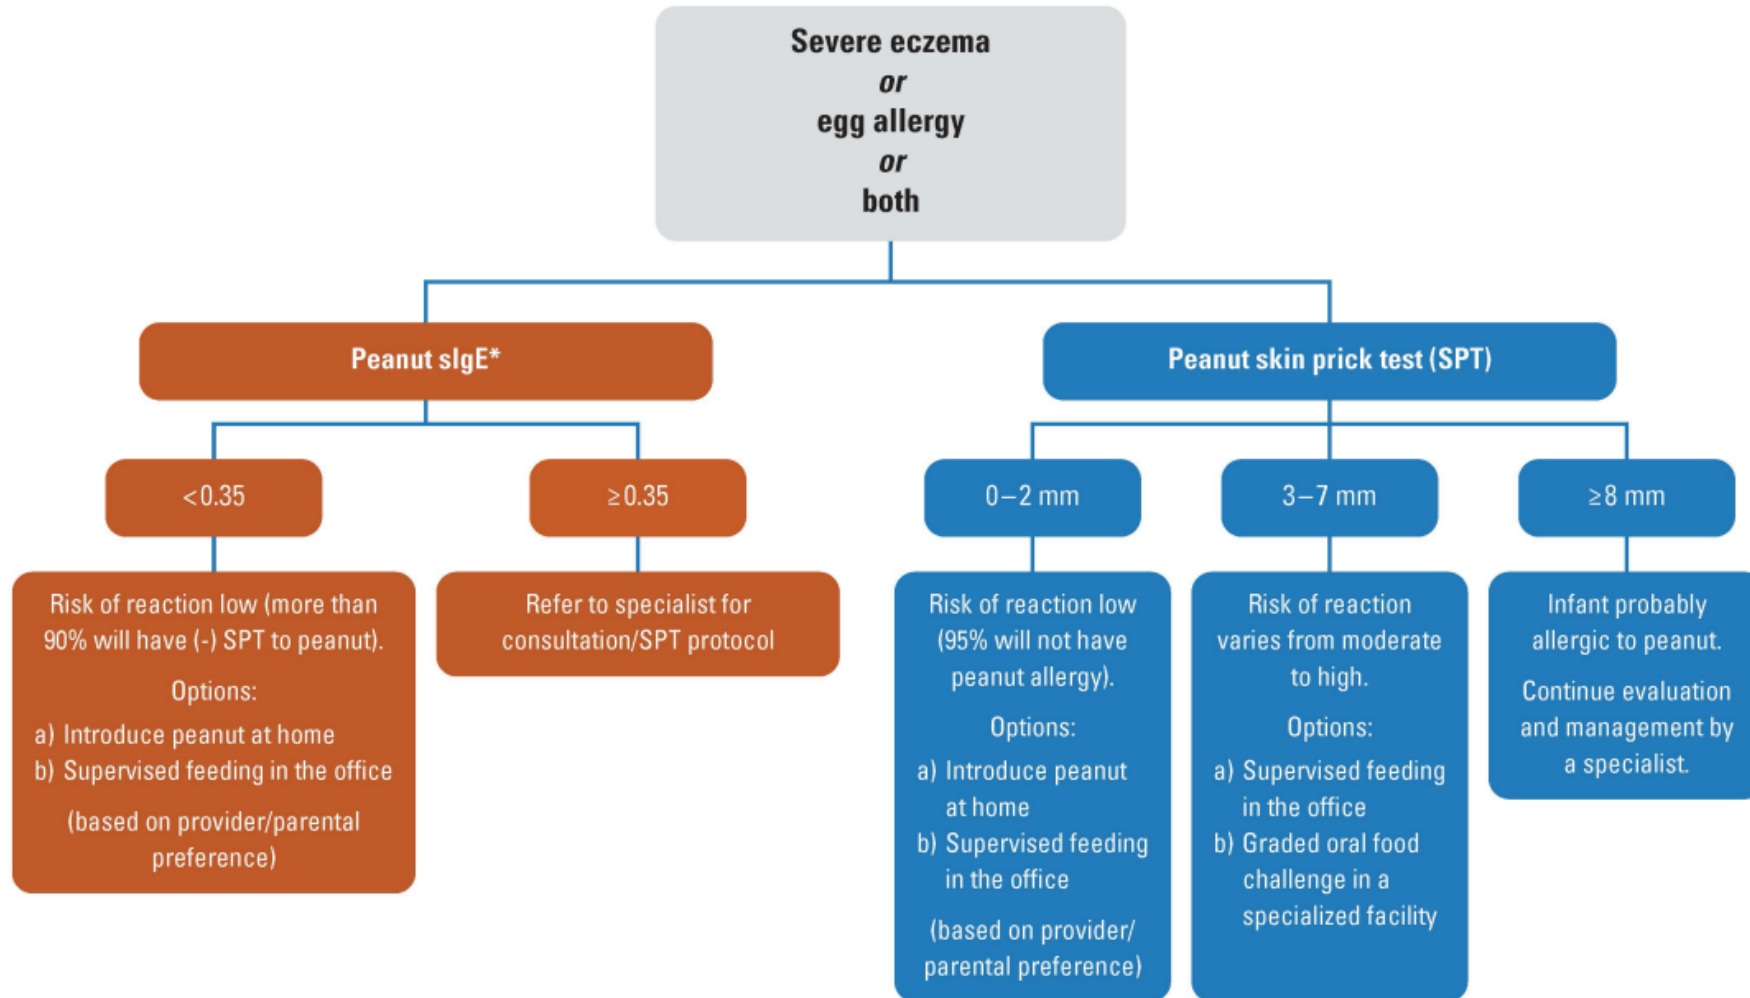 Severe eczema
or
egg allergy
or
both
Peanut sIgE*
Peanut skin prick test (SPT)
<0.35
≥0.35
0–2 mm
3–7 mm
≥8 mm
Risk of reaction low (more than
90% will have (-) SPT to peanut).
Options:
a) Introduce peanut at home
b) Supervised feeding in the office
(based on provider/parental
preference)
Refer to specialist for
consultation/SPT protocol
Risk of reaction low
(95% will not have
peanut allergy).
Options:
a) Introduce peanut
at home
b) Supervised feeding
in the office
(based on provider/
parental preference)
Risk of reaction
varies from moderate
to high.
Options:
a) Supervised feeding
in the office
b) Graded oral food
challenge in a
specialized facility
Infant probably
allergic to peanut.
Continue evaluation
and management by
a specialist.